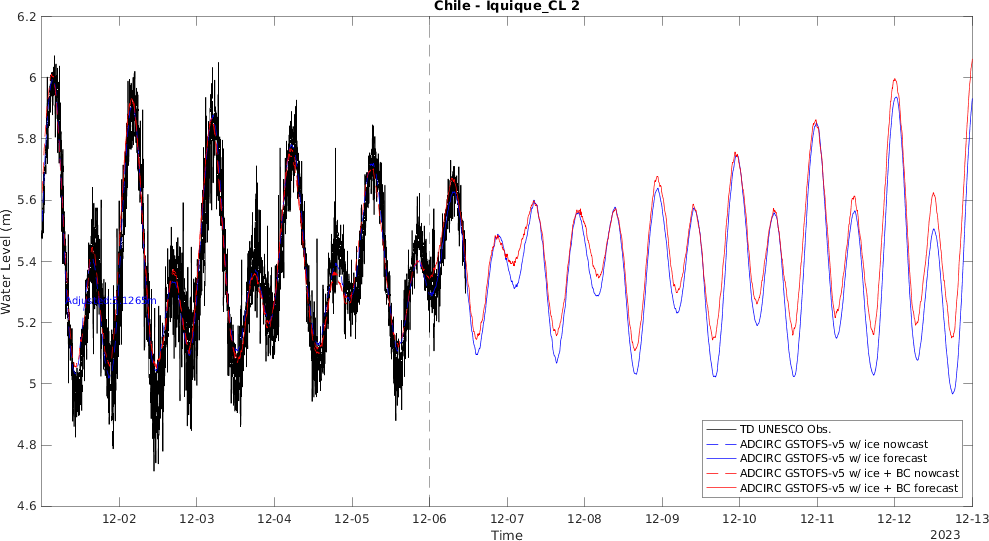 Chile - Iquique_CL 2
6.2
6
5.8
5.6
5.4
5.2
5
4.8
4.6
Water Level (m)
TD UNESCO Obs.
ADCIRC GSTOFS-v5 w/ ice nowcast
ADCIRC GSTOFS-v5 w/ ice forecast
ADCIRC GSTOFS-v5 w/ ice + BC nowcast
ADCIRC GSTOFS-v5 w/ ice + BC forecast
12-02 12-03 12-04 12-05 12-06 12-07 12-08 12-09 12-10 12-11 12-12 12-13
Time
2023